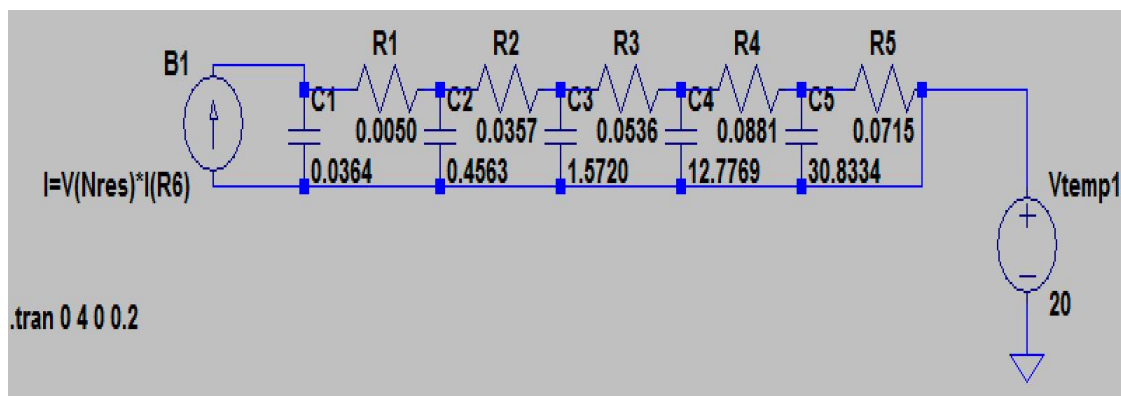 R1 R2 R3 R4 R5
B1
C1 C2 C3 C4 C5
0.0050 0.0357 0.0536 0.0881 0.0715
I=V(Nres)*I(R6) 0.0364 0.4563 1.5720 12.7769 30.8334 Vtemp1
+
−
20
.tran 0 4 0 0.2